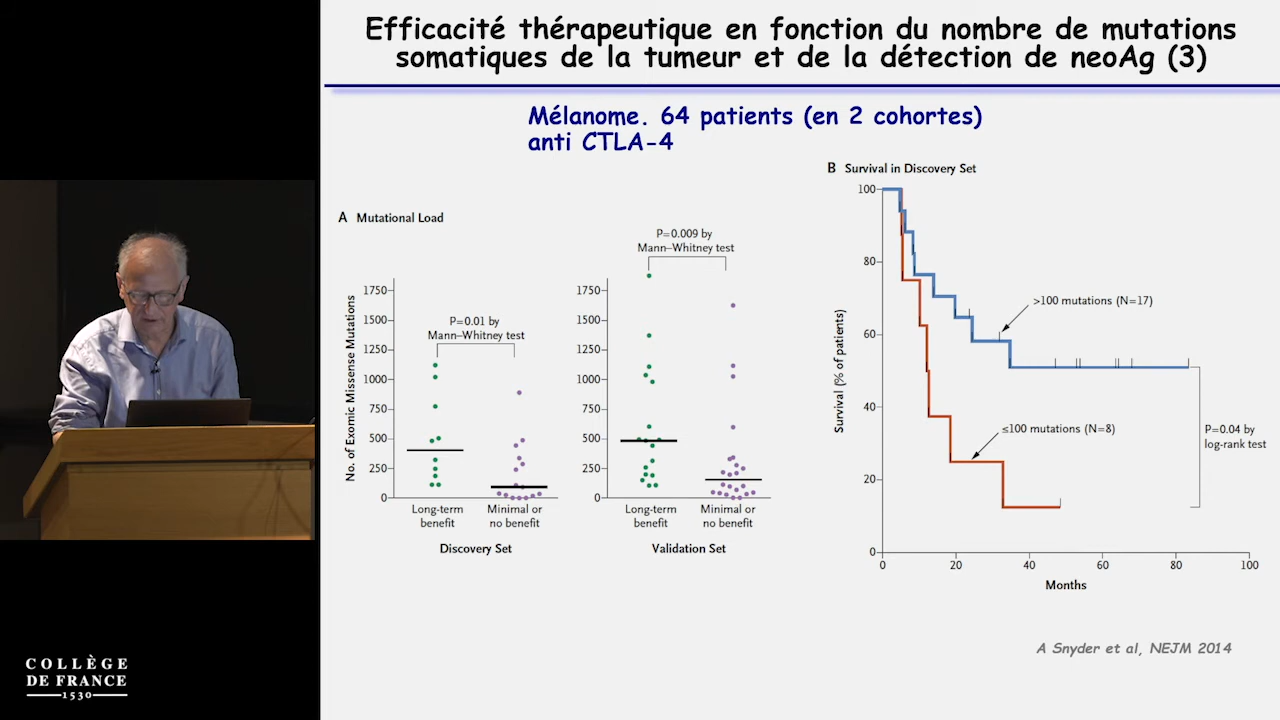 Efficacité thérapeutique en fonction du nombre de mutations
somatiques de la tumeur et de la détection de neoAg (3)
Mélanome. 64 patients (en 2 cohortes)
anti CTLA-4
A Mutational Load
No. of Exomic Missense Mutations
1750
1500
1250
1000
750
500
250
0
P=0.01 by
Mann–Whitney test
Long-term
benefit
Minimal or
no benefit
Discovery Set
1750
1500
1250
1000
750
500
250
0
P=0.009 by
Mann–Whitney test
Long-term
benefit
Minimal or
no benefit
Validation Set
B Survival in Discovery Set
Survival (% of patients)
100
80
60
40
20
0
>100 mutations (N=17)
≤100 mutations (N=8)
P=0.04 by
log-rank test
0 20 40 60 80 100
Months
A Snyder et al, NEJM 2014
COLLÈGE
DE FRANCE
1530